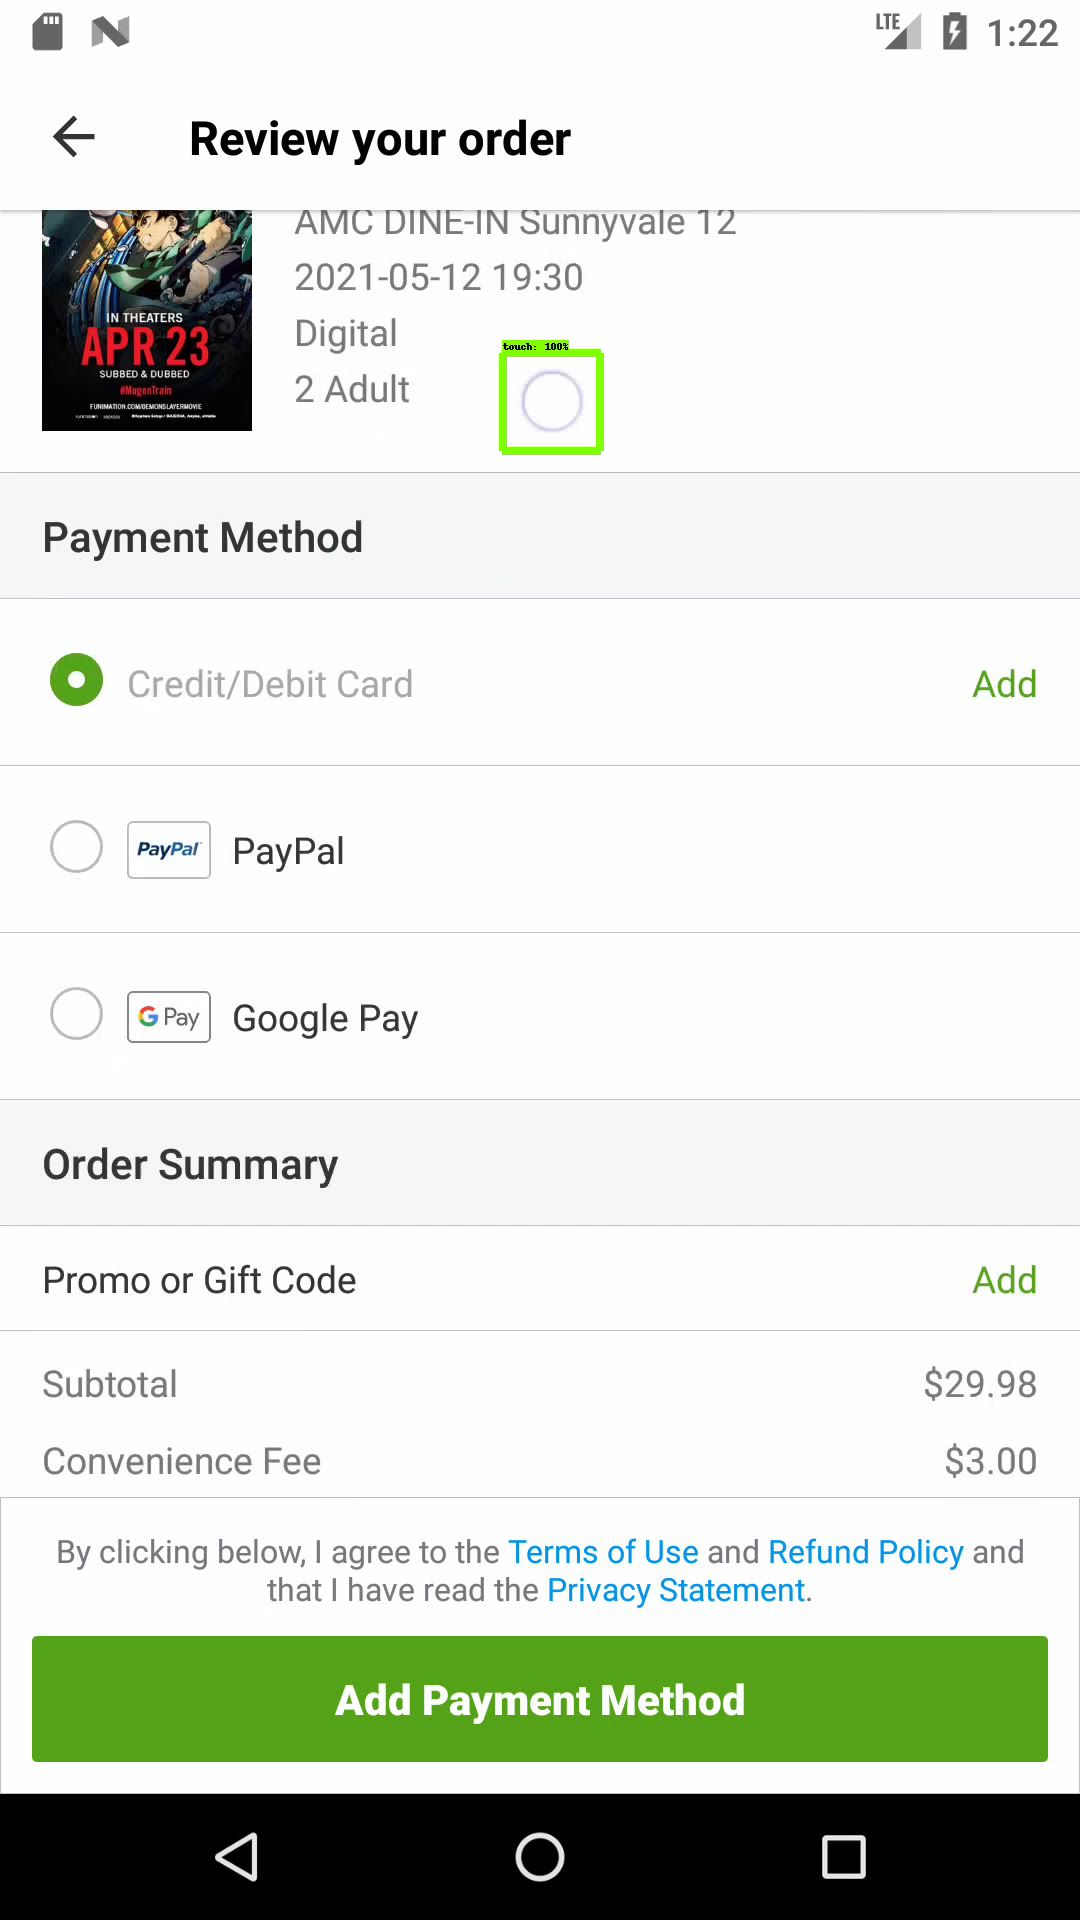 LTE 1:22
Review your order
AMC DINE-IN Sunnyvale 12
2021-05-12 19:30
Digital
2 Adult
touch: 100%
IN THEATERS
APR 23
SUBBED & DUBBED
#MugenTrain
FUNIMATION.COM/DEMONSLAYERMOVIE
Payment Method
Credit/Debit Card Add
PayPal PayPal
G Pay Google Pay
Order Summary
Promo or Gift Code Add
Subtotal $29.98
Convenience Fee $3.00
By clicking below, I agree to the Terms of Use and Refund Policy and
that I have read the Privacy Statement.
Add Payment Method